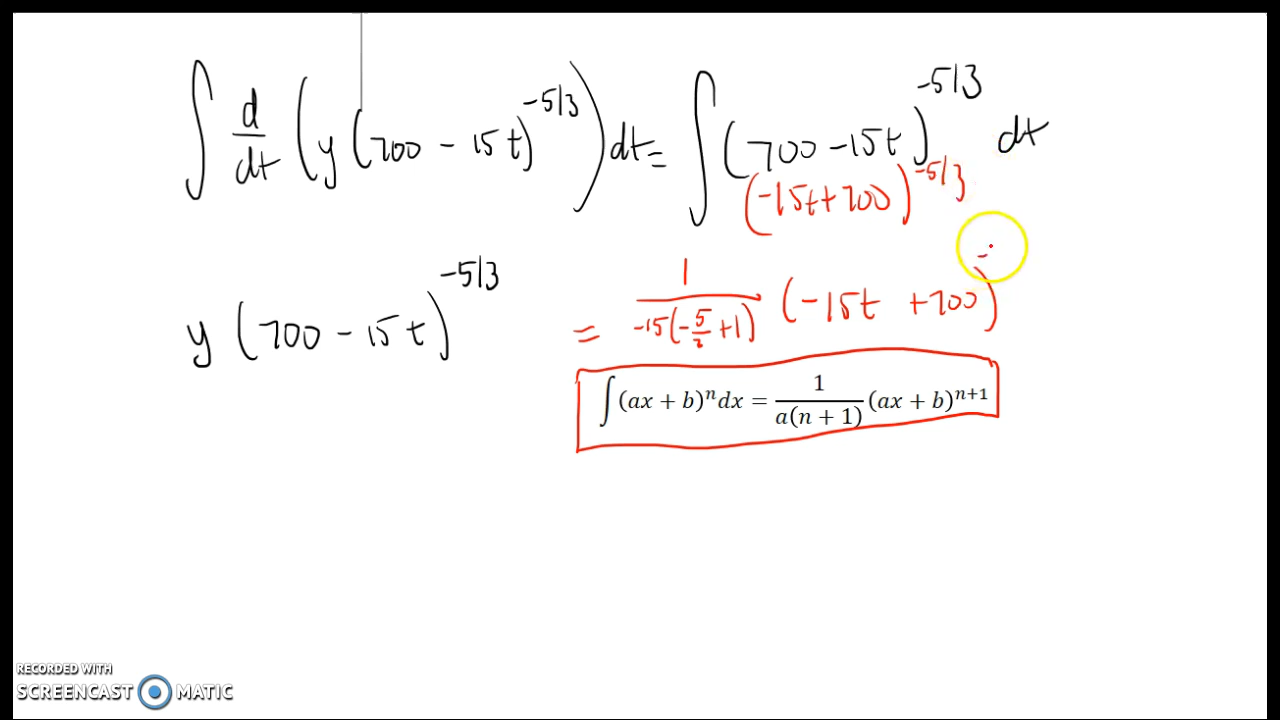 ∫ d/dt (y(700 - 15t)^-5/3) dt = ∫ (700 - 15t)^-5/3 dt
(-15t + 700)^-5/3
y (700 - 15t)^-5/3 = 1/(-15(-5/2 + 1)) (-15t + 700)^-
∫(ax + b)^n dx = 1/(a(n + 1)) (ax + b)^(n+1)
RECORDED WITH
SCREENCAST MATIC